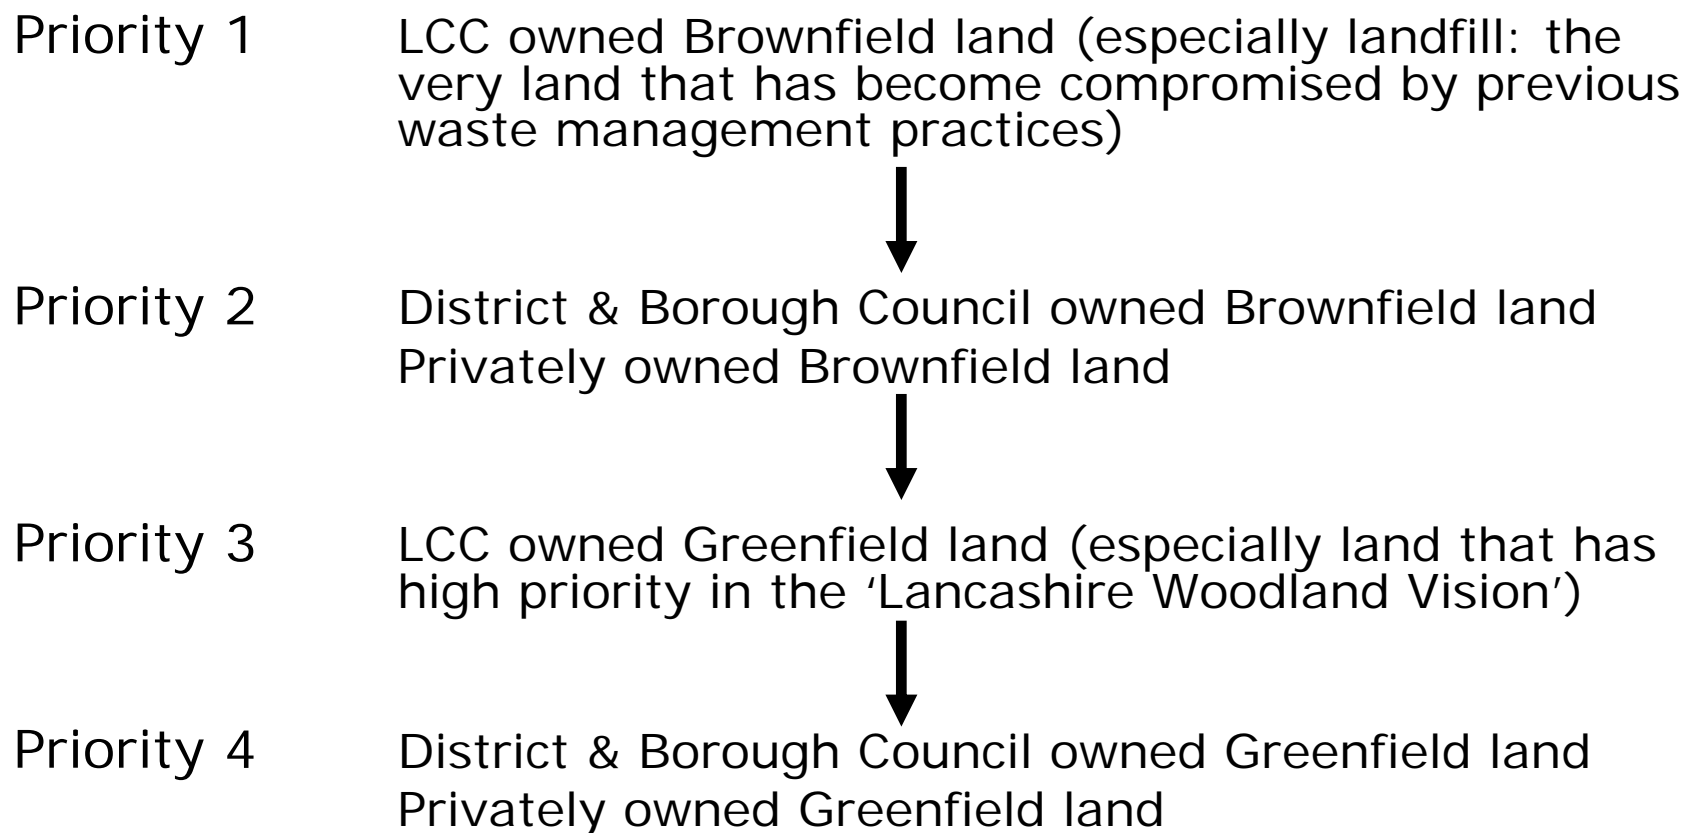 Priority 1 LCC owned Brownfield land (especially landfill: the
very land that has become compromised by previous
waste management practices)
Priority 2 District & Borough Council owned Brownfield land
Privately owned Brownfield land
Priority 3 LCC owned Greenfield land (especially land that has
high priority in the ‘Lancashire Woodland Vision’)
Priority 4 District & Borough Council owned Greenfield land
Privately owned Greenfield land